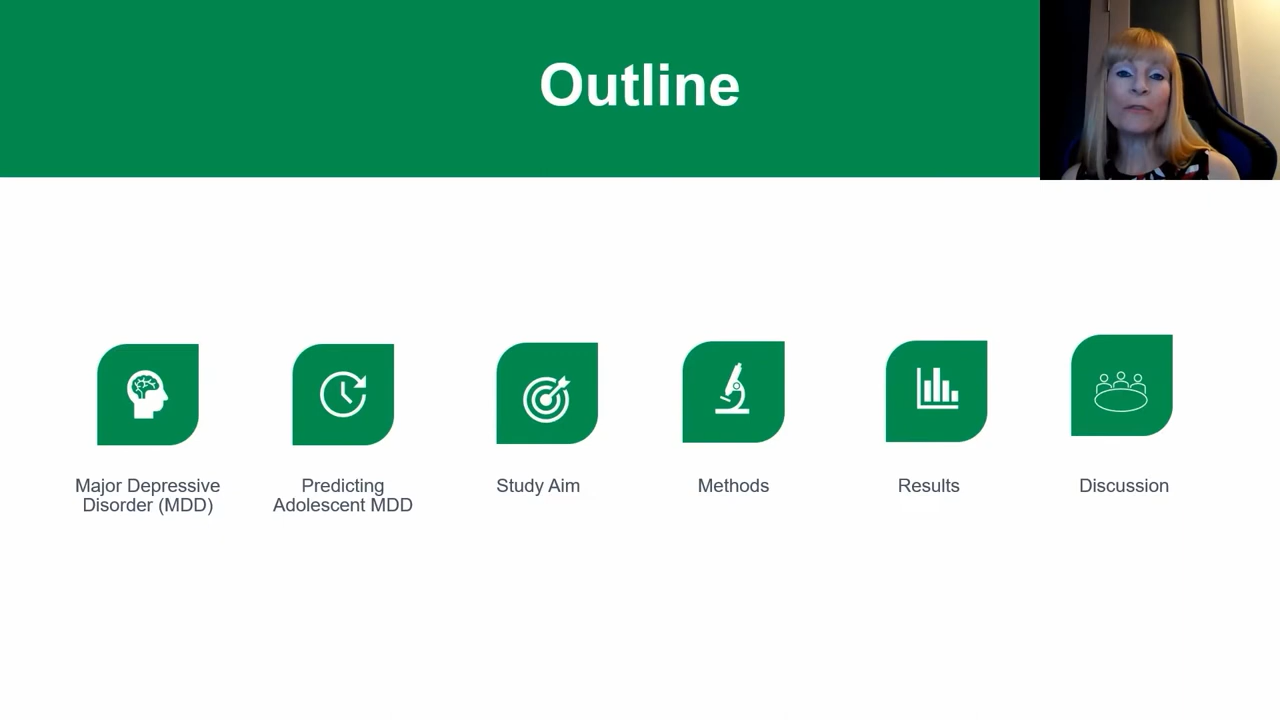 Outline
Major Depressive
Disorder (MDD)
Predicting
Adolescent MDD
Study Aim
Methods
Results
Discussion